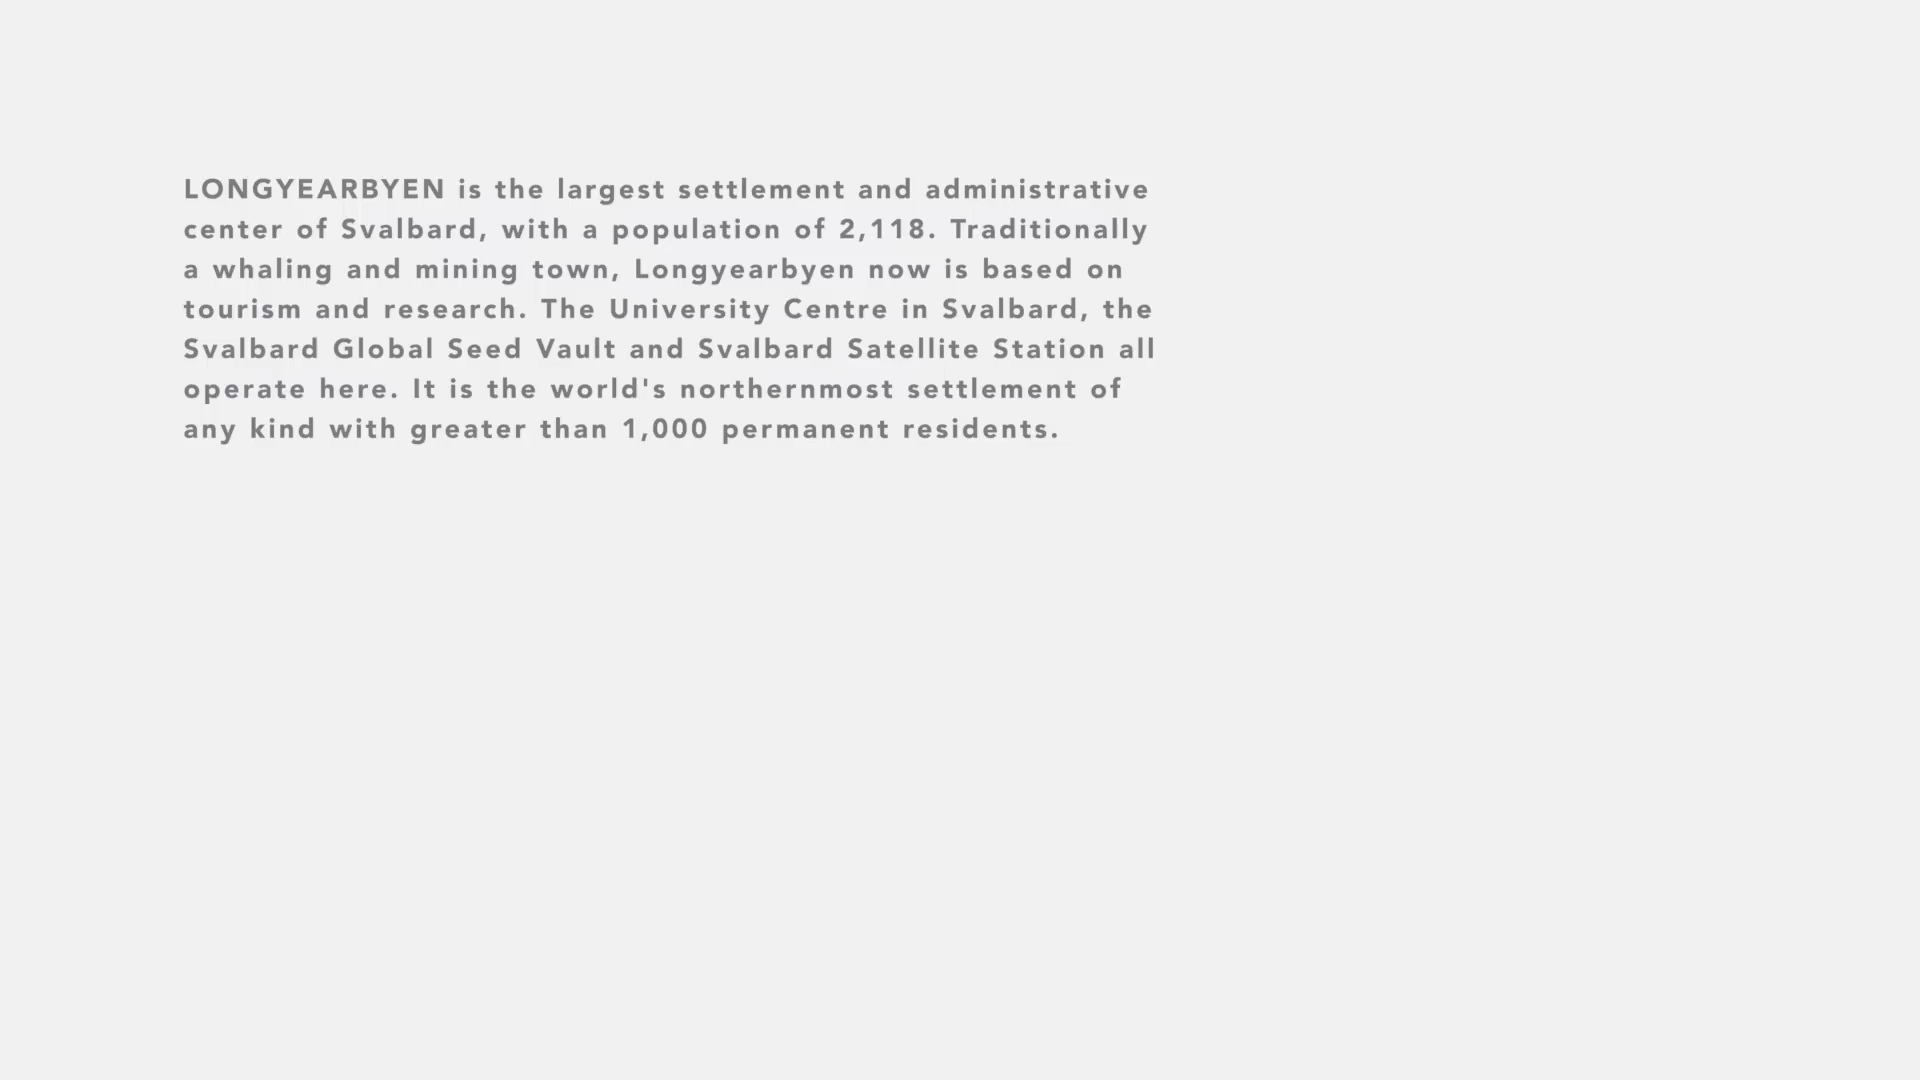 LONGYEARBYEN is the largest settlement and administrative
center of Svalbard, with a population of 2,118. Traditionally
a whaling and mining town, Longyearbyen now is based on
tourism and research. The University Centre in Svalbard, the
Svalbard Global Seed Vault and Svalbard Satellite Station all
operate here. It is the world's northernmost settlement of
any kind with greater than 1,000 permanent residents.